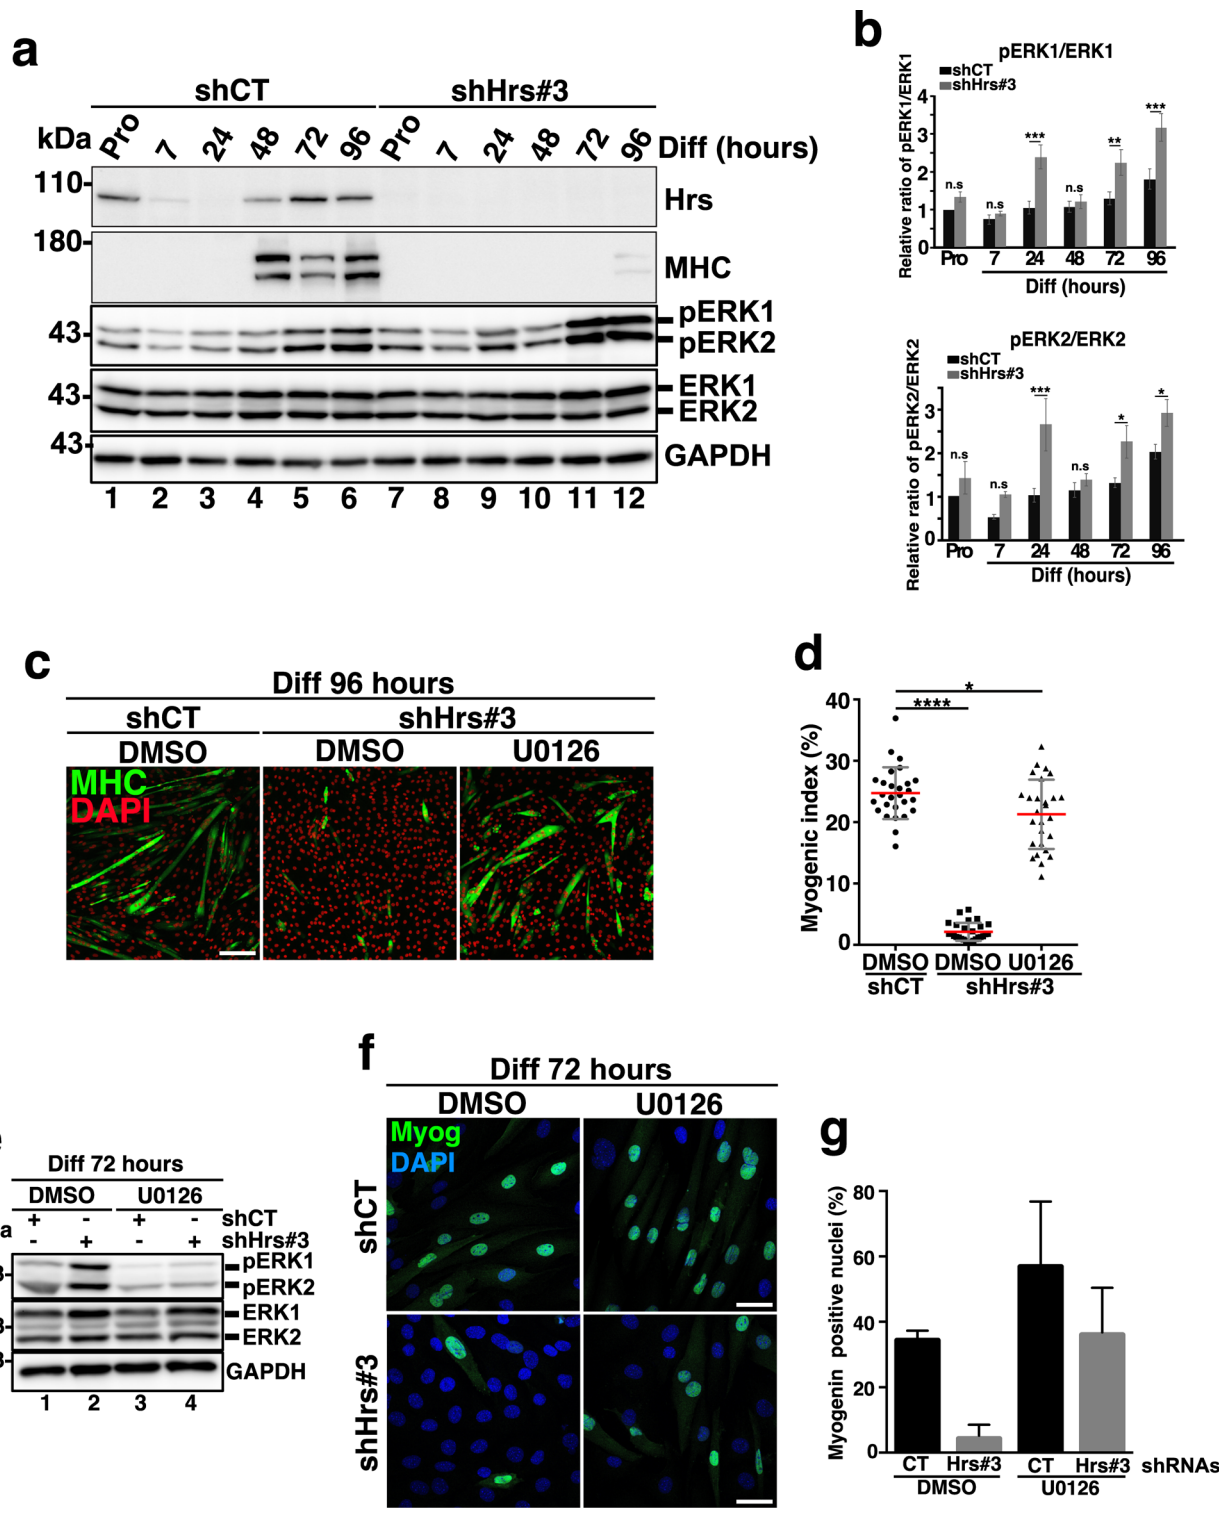 a
shCT shHrs#3
kDa Pro 7 24 48 72 96 Pro 7 24 48 72 96 Diff (hours)
110 Hrs
180 MHC
43 pERK1
pERK2
43 ERK1
ERK2
43 GAPDH
1 2 3 4 5 6 7 8 9 10 11 12
b
pERK1/ERK1
shCT
shHrs#3
Relative ratio of pERK1/ERK1
4
3
2
1
0
n.s n.s *** n.s ** ***
Pro 7 24 48 72 96
Diff (hours)
pERK2/ERK2
shCT
shHrs#3
Relative ratio of pERK2/ERK2
3
2
1
0
n.s n.s *** n.s * *
Pro 7 24 48 72 96
Diff (hours)
c
Diff 96 hours
shCT shHrs#3
DMSO DMSO U0126
MHC
DAPI
d
Myogenic index (%)
40
30
20
10
0
*
****
DMSO DMSO U0126
shCT shHrs#3
Diff 72 hours
DMSO U0126
+ - + - shCT
- + - + shHrs#3
a
3 pERK1
pERK2
3 ERK1
ERK2
3 GAPDH
1 2 3 4
f
Diff 72 hours
DMSO U0126
Myog
DAPI
shCT
shHrs#3
g
Myogenin positive nuclei (%)
80
60
40
20
0
CT Hrs#3 CT Hrs#3 shRNAs
DMSO U0126